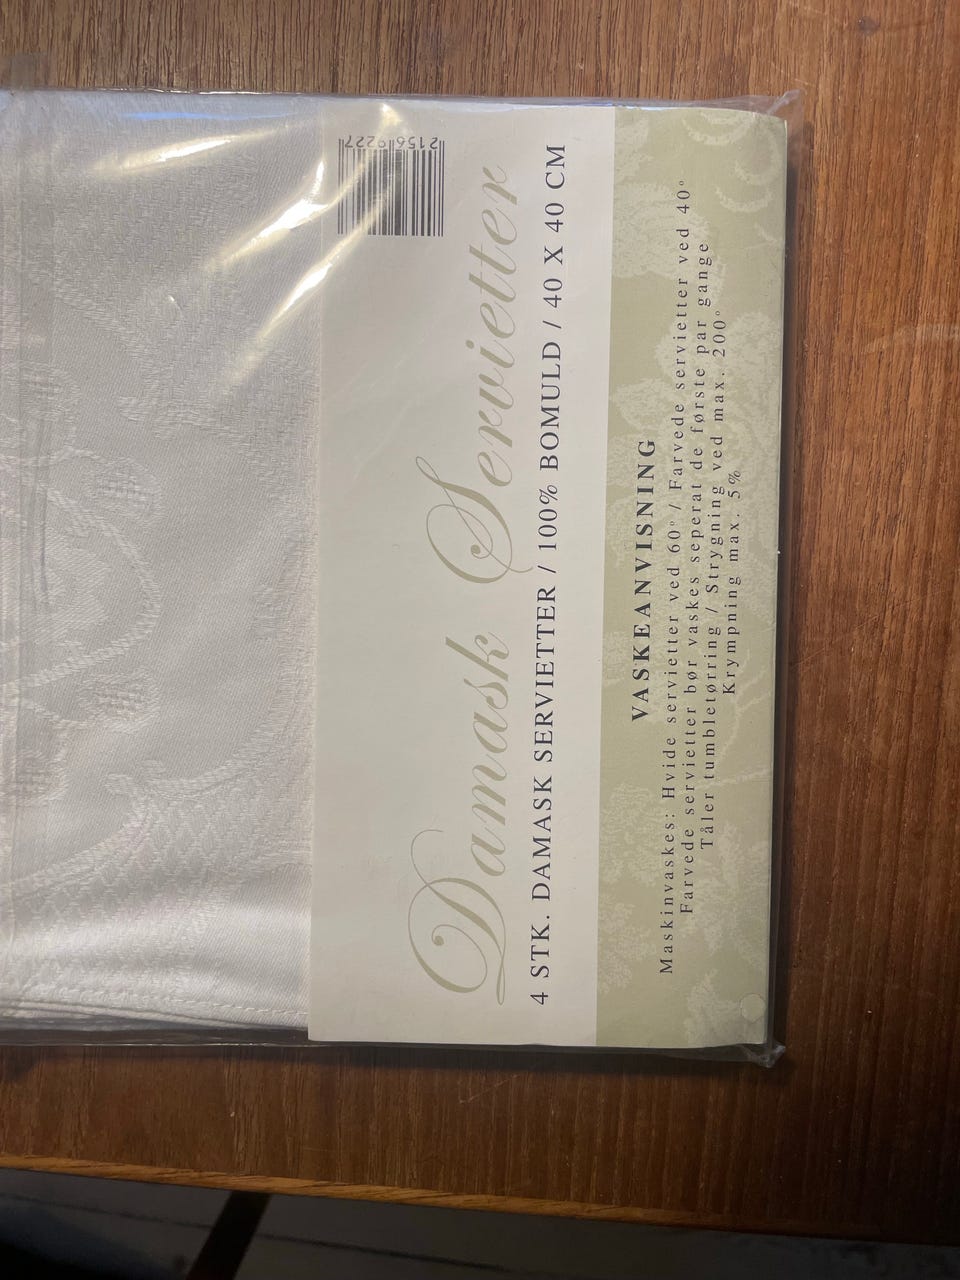 Damask Servietter
4 STK. DAMASK SERVIETTER / 100% BOMULD / 40 X 40 CM
VASKEANVISNING
Maskinvaskes: Hvide servietter ved 60° / Farvede servietter ved 40°
Farvede servietter bør vaskes seperat de første par gange
Tåler tumbletørring / Strygning ved max. 200°
Krympning max. 5%
2156 9227